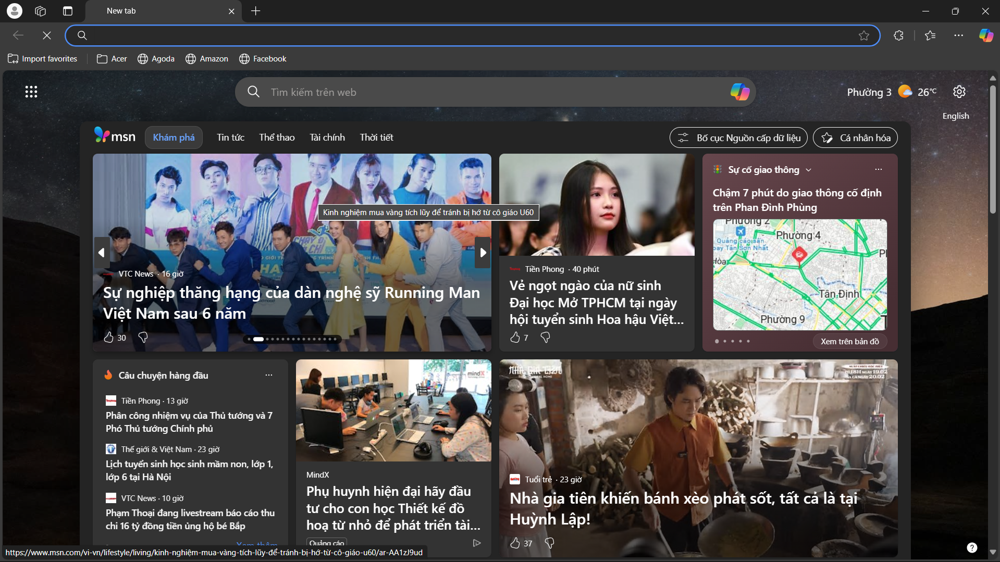 New tab
Import favorites
Acer
Agoda
Amazon
Facebook
Tìm kiếm trên web
Phường 3
26°C
English
msn
Khám phá
Tin tức
Thể thao
Tài chính
Thời tiết
Bố cục Nguồn cấp dữ liệu
Cá nhân hóa
Kinh nghiệm mua vàng tích lũy để tránh bị hớ từ cô giáo U60
VTC News · 16 giờ
Sự nghiệp thăng hạng của dàn nghệ sỹ Running Man
Việt Nam sau 6 năm
30
Tiền Phong · 40 phút
Vẻ ngọt ngào của nữ sinh
Đại học Mở TPHCM tại ngày
hội tuyển sinh Hoa hậu Việt...
7
Sự cố giao thông
Chậm 7 phút do giao thông cố định
trên Phan Đình Phùng
Phường 2
Phường 4
Quảng cáo sân
bay Tân Sơn Nhất
Hòa
Tân Định
Phường 9
Xem trên bản đồ
Câu chuyện hàng đầu
Tiền Phong · 13 giờ
Phân công nhiệm vụ của Thủ tướng và 7
Phó Thủ tướng Chính phủ
Thế giới & Việt Nam · 23 giờ
Lịch tuyển sinh học sinh mầm non, lớp 1,
lớp 6 tại Hà Nội
VTC News · 10 giờ
Phạm Thoại đang livestream báo cáo thu
chi 16 tỷ đồng tiền ủng hộ bé Bắp
Xem thêm
mindX
MindX
Phụ huynh hiện đại hãy đầu
tư cho con học Thiết kế đồ
hoạ từ nhỏ để phát triển tài...
Quảng cáo
NHÀ GIA TIÊN
18H NGÀY 19.02
CẢ NGÀY 20.02
Tuổi trẻ · 23 giờ
Nhà gia tiên khiến bánh xèo phát sốt, tất cả là tại
Huỳnh Lập!
37
https://www.msn.com/vi-vn/lifestyle/living/kinh-nghiệm-mua-vàng-tích-lũy-để-tránh-bị-hớ-từ-cô-giáo-u60/ar-AA1zJ9ud